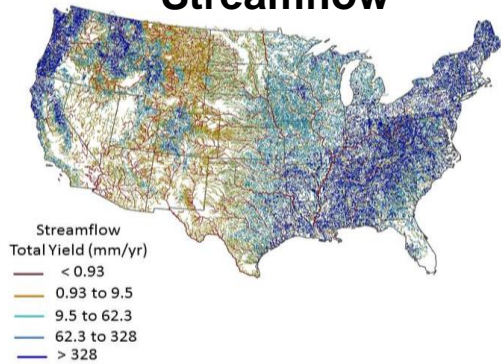 Streamflow
Streamflow
Total Yield (mm/yr)
< 0.93
0.93 to 9.5
9.5 to 62.3
62.3 to 328
> 328